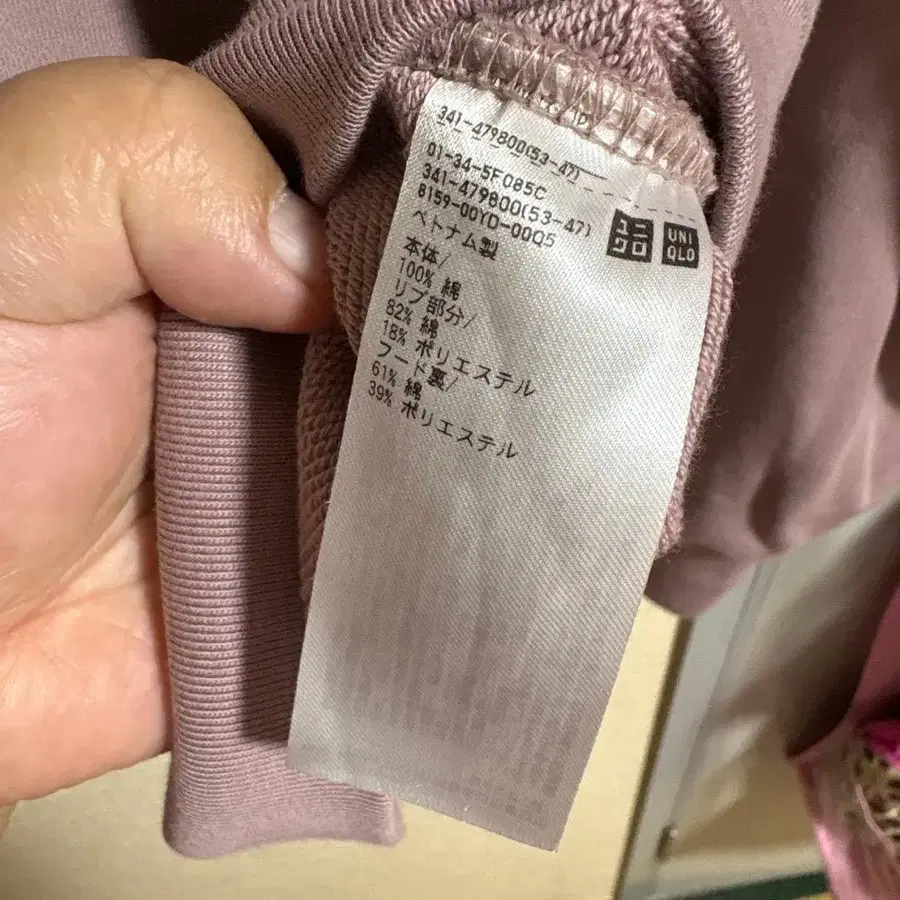 341-479800(53-47)
01-34-5F085C
341-479800(53-47)
8159-00YD-00Q5
ベトナム製
ユニ
クロ
UNI
QLO
本体/
100% 綿
リブ部分/
82% 綿
18% ポリエステル
フード裏/
61% 綿
39% ポリエステル